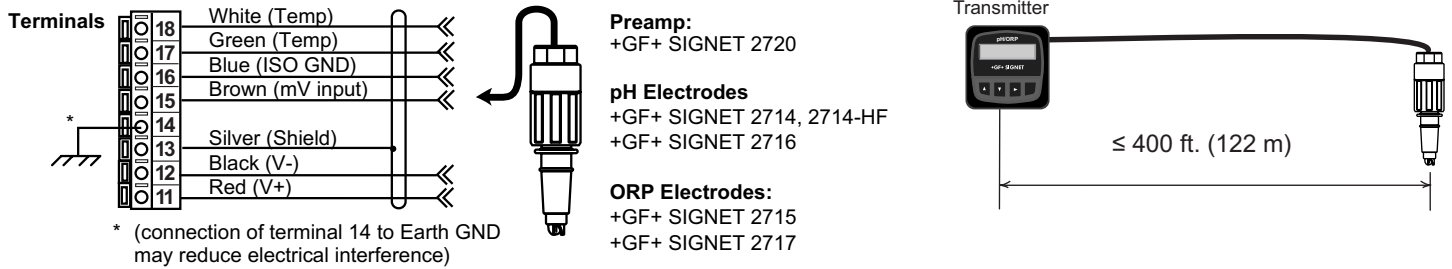 Terminals
18 White (Temp)
17 Green (Temp)
16 Blue (ISO GND)
15 Brown (mV input)
* 14
13 Silver (Shield)
12 Black (V-)
11 Red (V+)
* (connection of terminal 14 to Earth GND
may reduce electrical interference)
Preamp:
+GF+ SIGNET 2720
pH Electrodes
+GF+ SIGNET 2714, 2714-HF
+GF+ SIGNET 2716
ORP Electrodes:
+GF+ SIGNET 2715
+GF+ SIGNET 2717
Transmitter
pH/ORP
+GF+ SIGNET
≤ 400 ft. (122 m)